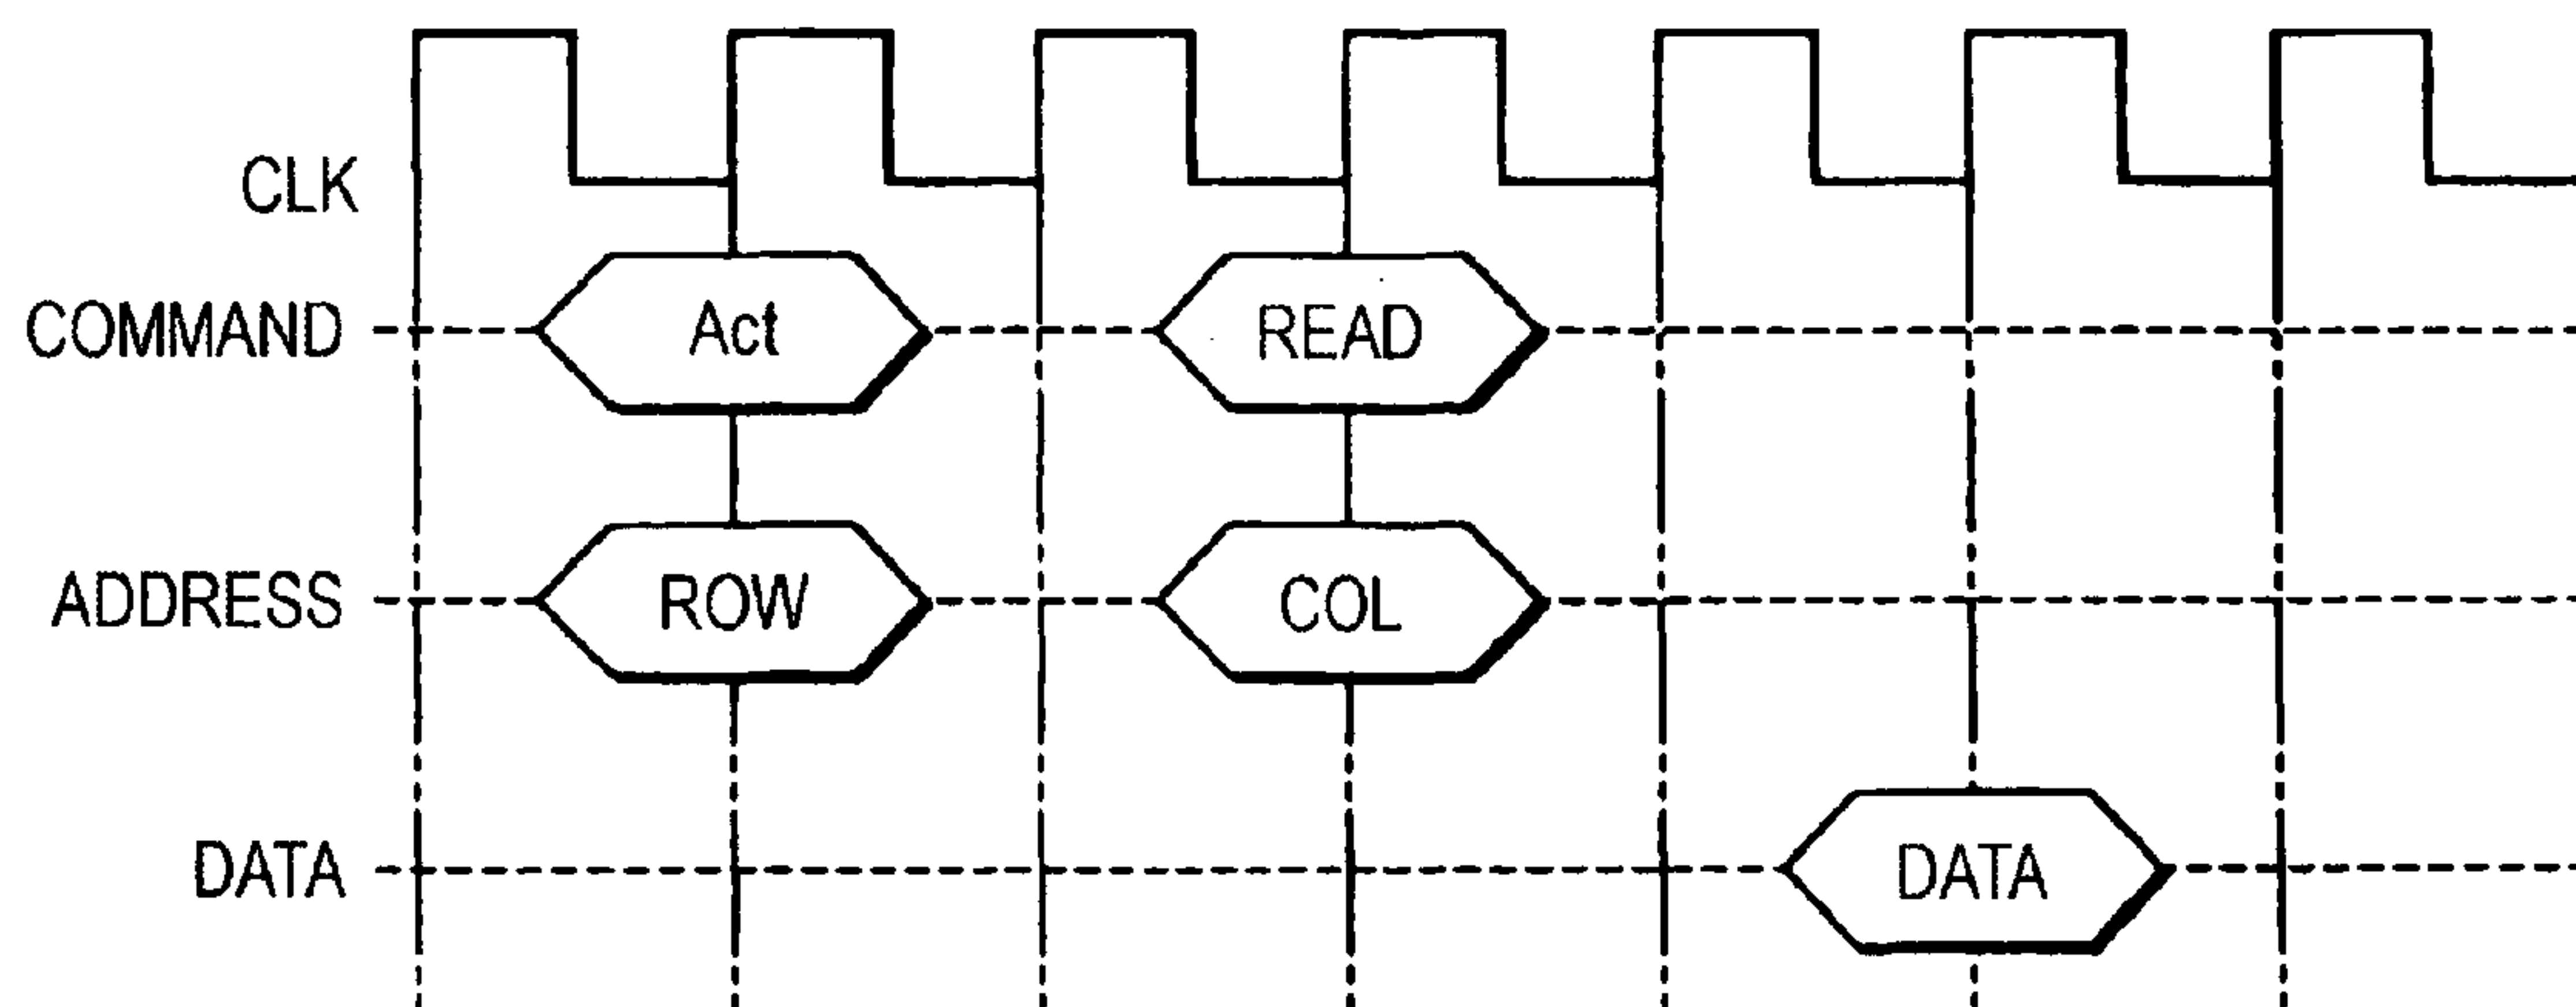 CLK
COMMAND Act READ
ADDRESS ROW COL
DATA DATA